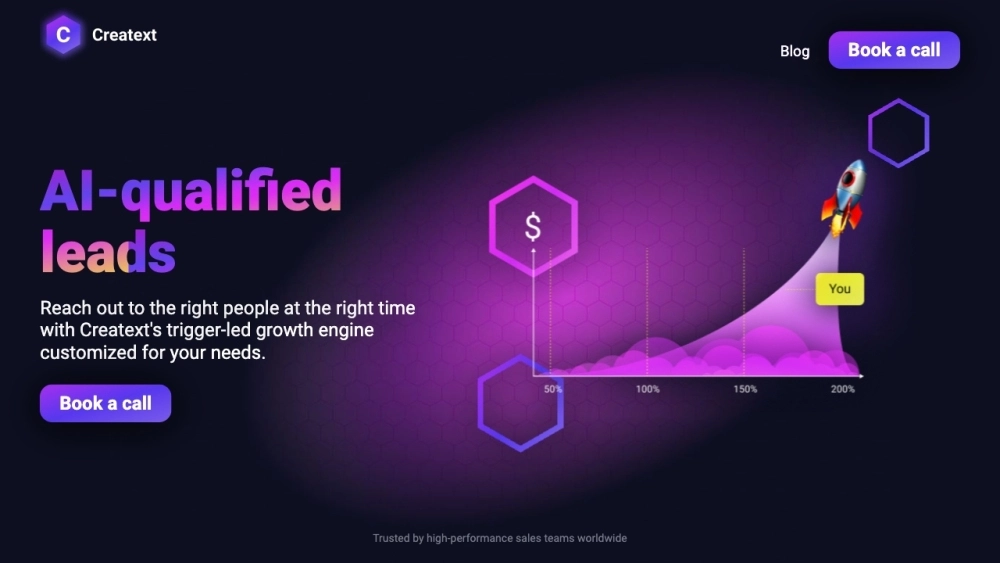 C Creatext
Blog
Book a call
AI-qualified
leads
Reach out to the right people at the right time
with Creatext's trigger-led growth engine
customized for your needs.
Book a call
$
You
50% 100% 150% 200%
Trusted by high-performance sales teams worldwide